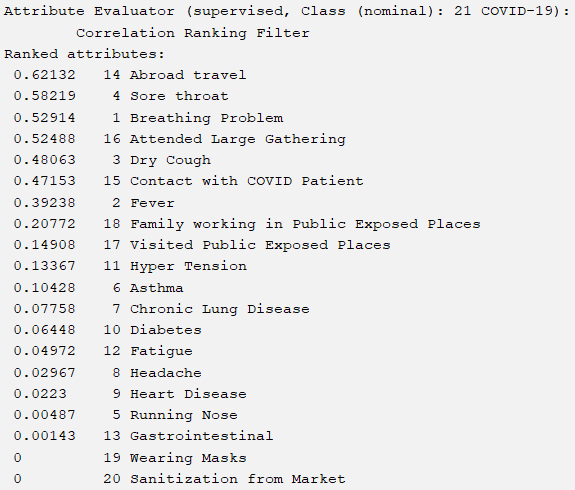 Attribute Evaluator (supervised, Class (nominal): 21 COVID-19):
Correlation Ranking Filter
Ranked attributes:
0.62132 14 Abroad travel
0.58219 4 Sore throat
0.52914 1 Breathing Problem
0.52488 16 Attended Large Gathering
0.48063 3 Dry Cough
0.47153 15 Contact with COVID Patient
0.39238 2 Fever
0.20772 18 Family working in Public Exposed Places
0.14908 17 Visited Public Exposed Places
0.13367 11 Hyper Tension
0.10428 6 Asthma
0.07758 7 Chronic Lung Disease
0.06448 10 Diabetes
0.04972 12 Fatigue
0.02967 8 Headache
0.0223 9 Heart Disease
0.00487 5 Running Nose
0.00143 13 Gastrointestinal
0 19 Wearing Masks
0 20 Sanitization from Market